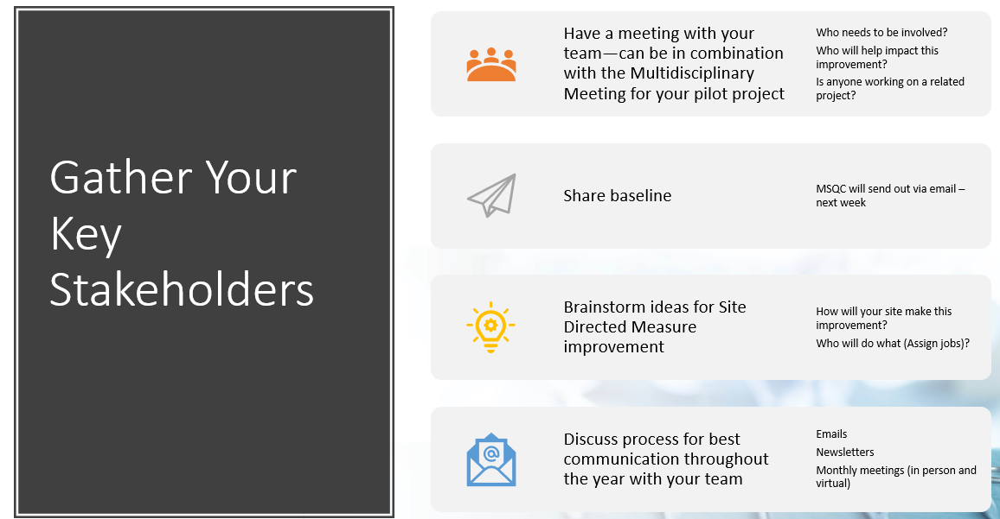 Gather Your
Key
Stakeholders
Have a meeting with your
team—can be in combination
with the Multidisciplinary
Meeting for your pilot project
Who needs to be involved?
Who will help impact this
improvement?
Is anyone working on a related
project?
Share baseline
MSQC will send out via email –
next week
Brainstorm ideas for Site
Directed Measure
improvement
How will your site make this
improvement?
Who will do what (Assign jobs)?
@
Discuss process for best
communication throughout
the year with your team
Emails
Newsletters
Monthly meetings (in person and
virtual)